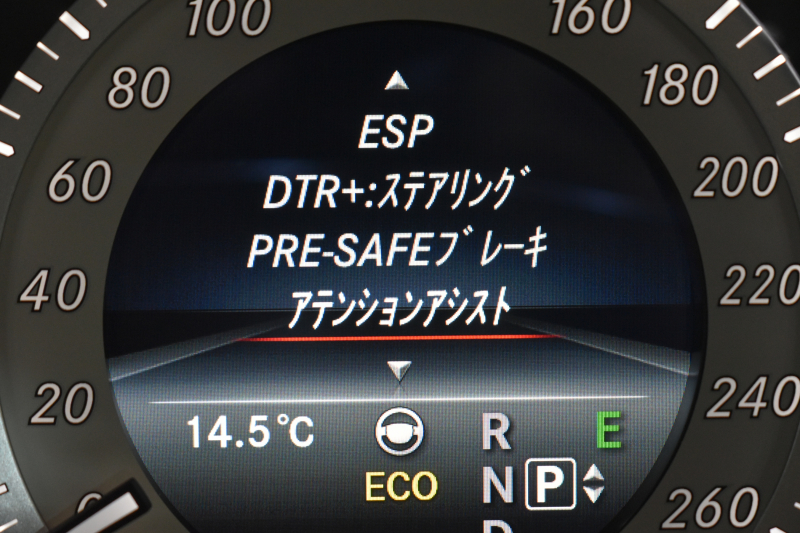 100
160
80
180
60
200
40
220
20
240
0
260
ESP
DTR+:ｽﾃｱﾘﾝｸﾞ
PRE-SAFEﾌﾞﾚｰｷ
ｱﾃﾝｼｮﾝｱｼｽﾄ
14.5℃
R
E
ECO
N
P
D